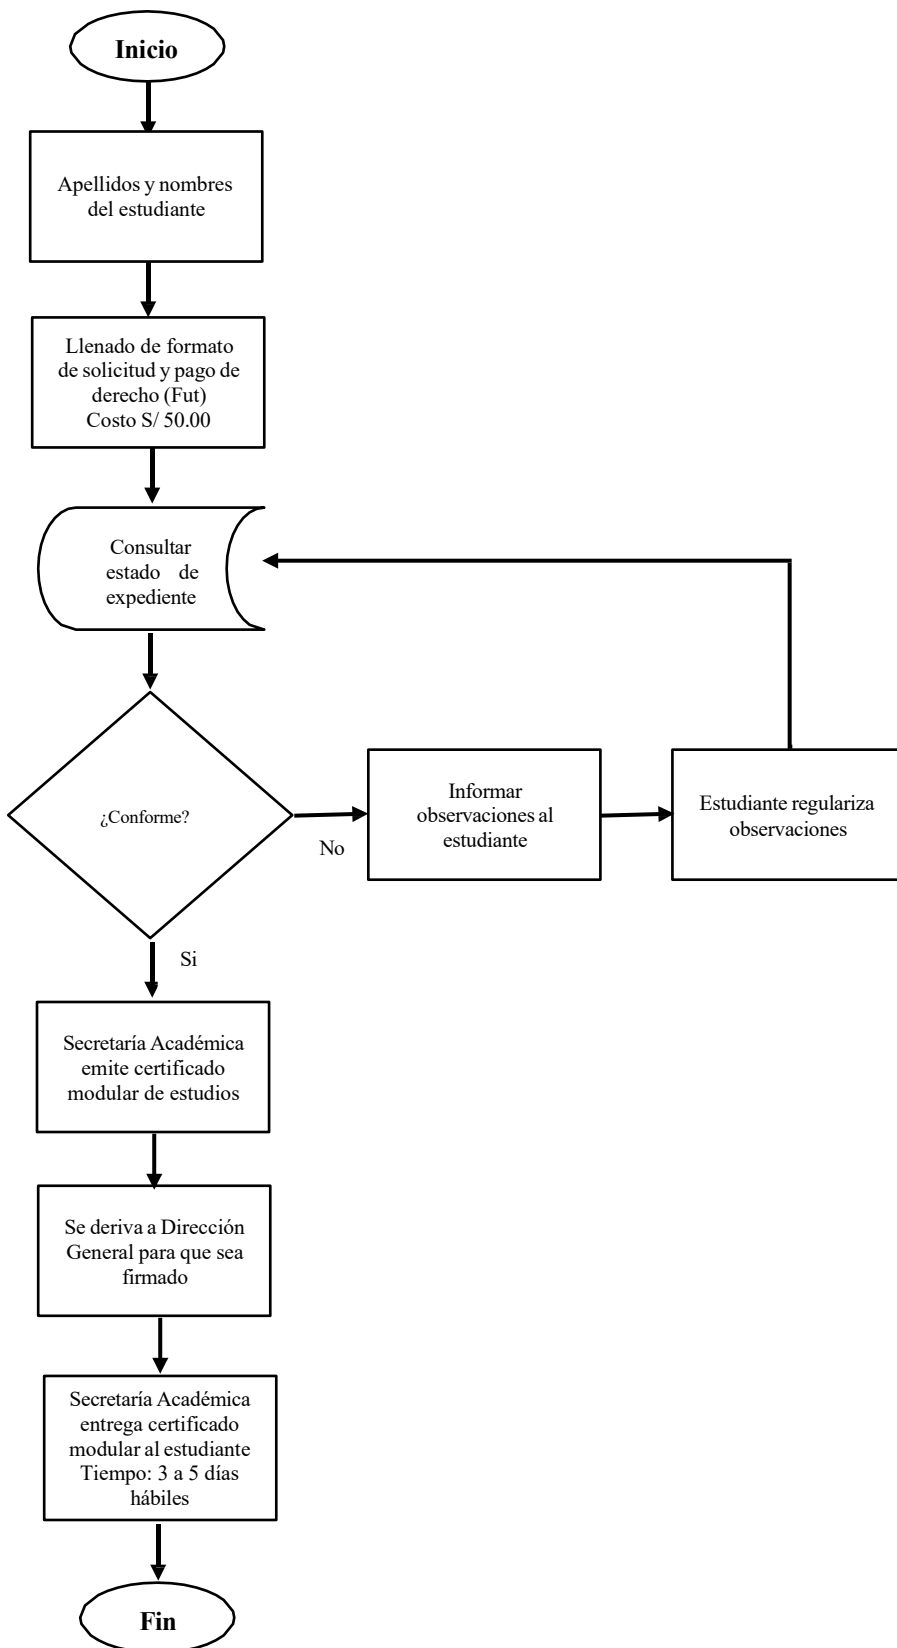 Inicio
Apellidos y nombres
del estudiante
Llenado de formato
de solicitud y pago de
derecho (Fut)
Costo S/ 50.00
Consultar
estado de
expediente
¿Conforme?
No
Informar
observaciones al
estudiante
Estudiante regulariza
observaciones
Si
Secretaría Académica
emite certificado
modular de estudios
Se deriva a Dirección
General para que sea
firmado
Secretaría Académica
entrega certificado
modular al estudiante
Tiempo: 3 a 5 días
hábiles
Fin